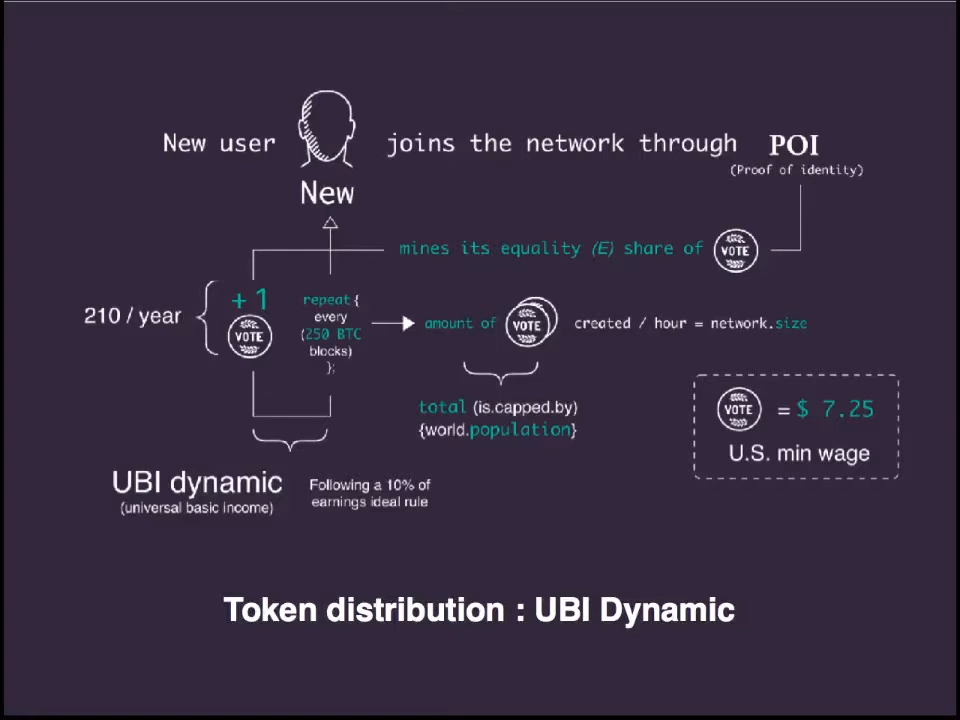 New user joins the network through POI
(Proof of identity)
New
mines its equality (E) share of VOTE
210 / year
+ 1
VOTE
repeat {
every
(250 BTC
blocks)
};
amount of VOTE created / hour = network.size
total (is.capped.by)
{world.population}
VOTE = $ 7.25
U.S. min wage
UBI dynamic
(universal basic income)
Following a 10% of
earnings ideal rule
Token distribution : UBI Dynamic